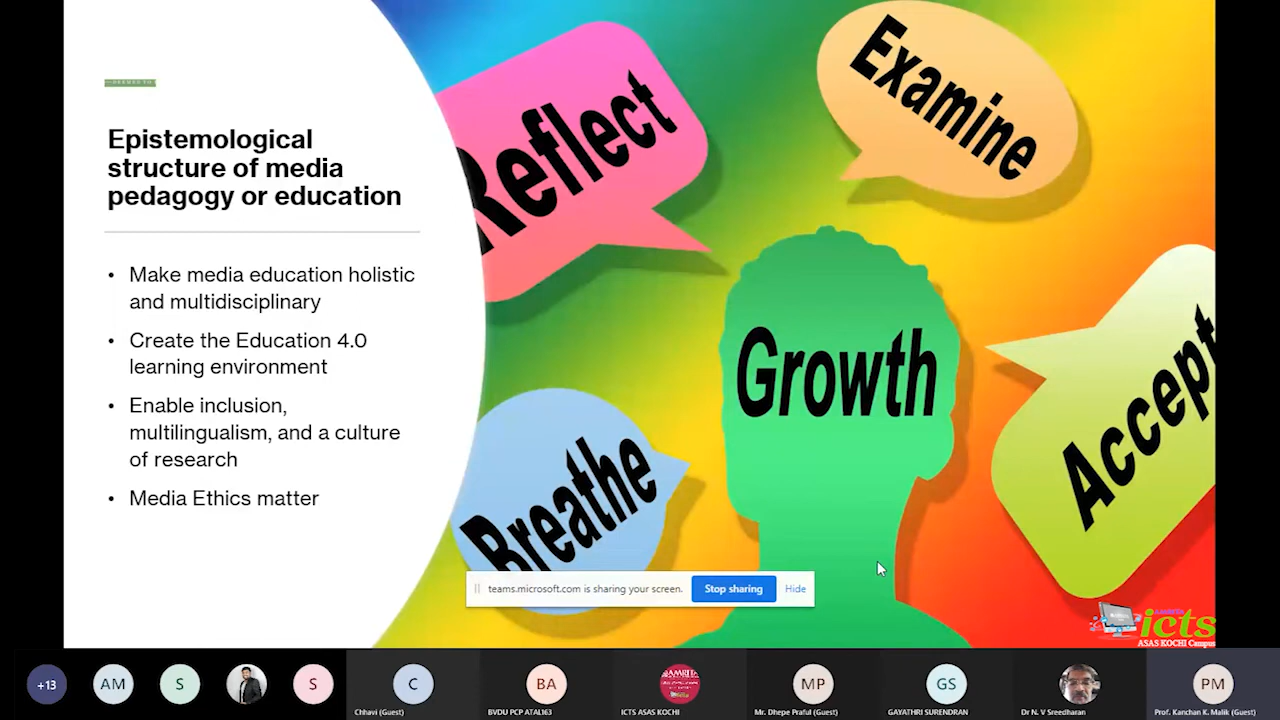 Epistemological
structure of media
pedagogy or education
• Make media education holistic
and multidisciplinary
• Create the Education 4.0
learning environment
• Enable inclusion,
multilingualism, and a culture
of research
• Media Ethics matter
Reflect
Examine
Growth
Accept
Breathe
teams.microsoft.com is sharing your screen.
Stop sharing
Hide
AMRITA
icts
ASAS KOCHI Campus
+13
AM
S
S
C
BA
AMRITA
MP
GS
PM
Chhavi (Guest)
BVDU PCP ATAL163
ICTS ASAS KOCHI
Mr. Dhepe Praful (Guest)
GAYATHRI SURENDRAN
Dr N V Sreedharan
Prof. Kanchan K. Malik (Guest)